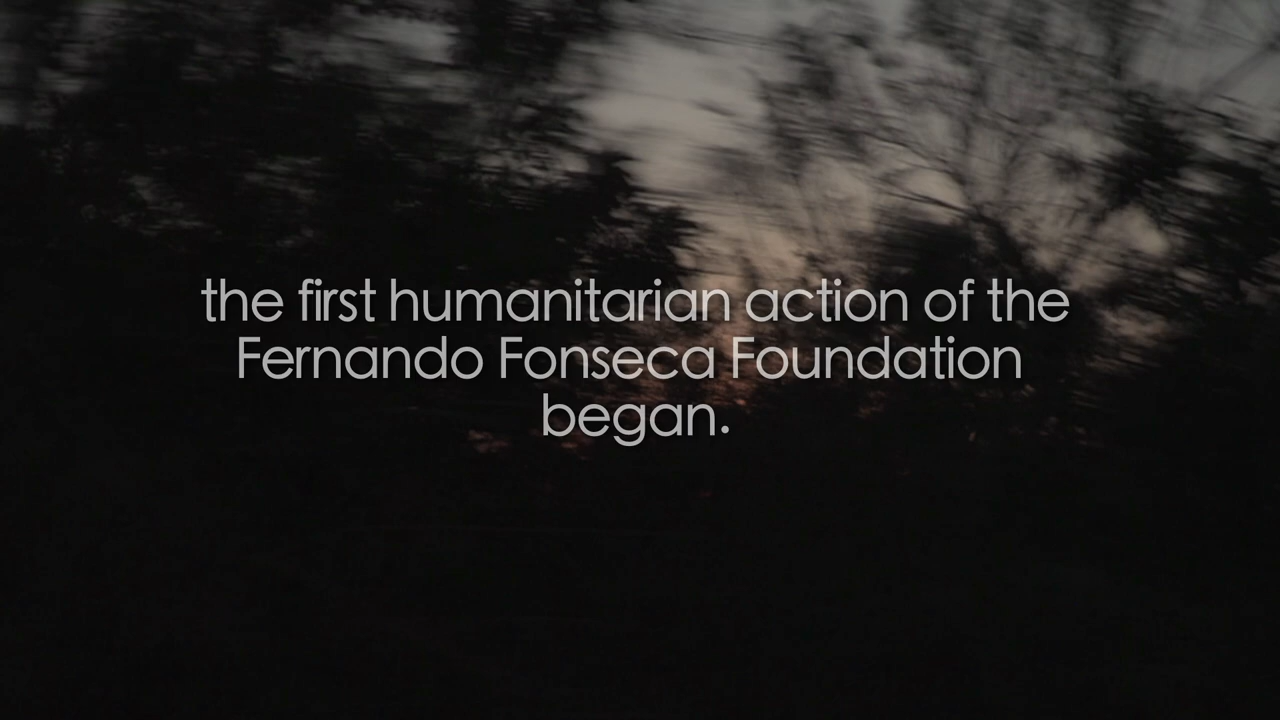 the first humanitarian action of the
Fernando Fonseca Foundation
began.